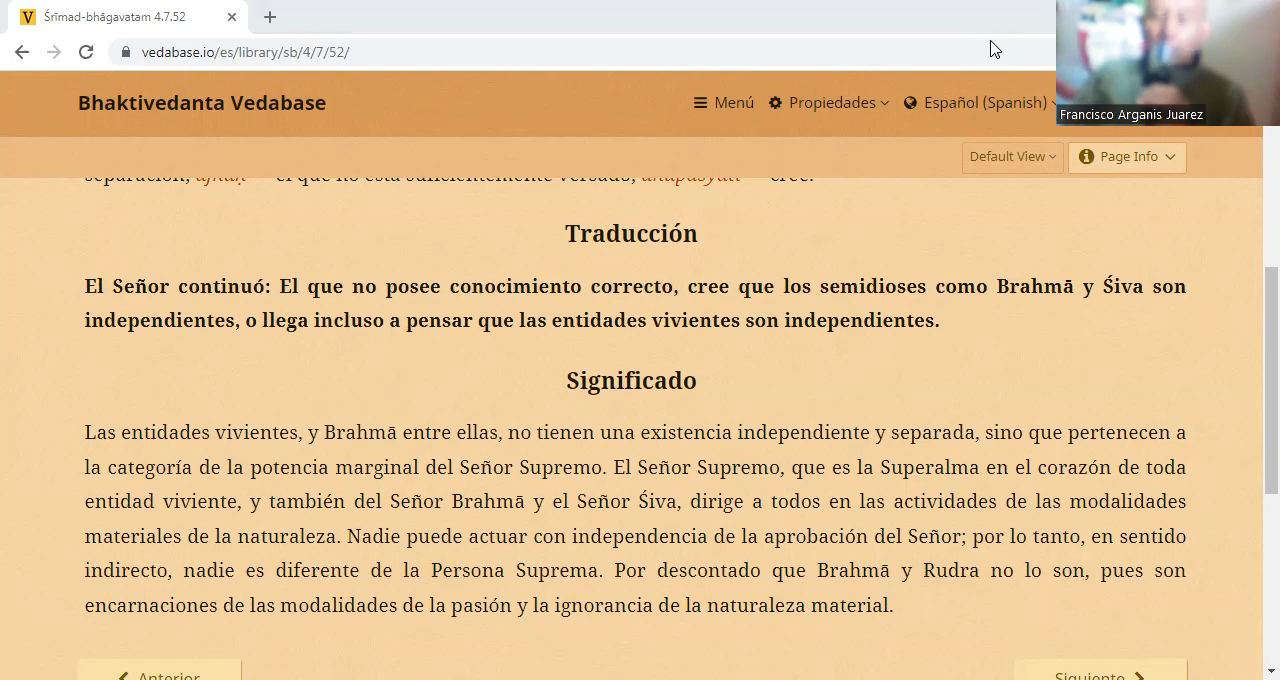 Śrīmad-bhāgavatam 4.7.52
vedabase.io/es/library/sb/4/7/52/
Bhaktivedanta Vedabase
Menú Propiedades Español (Spanish)
Francisco Arganis Juarez
Default View Page Info
separación; ajñaḥ — el que no está suficientemente versado; anupaśyati — cree.
Traducción
El Señor continuó: El que no posee conocimiento correcto, cree que los semidioses como Brahmā y Śiva son
independientes, o llega incluso a pensar que las entidades vivientes son independientes.
Significado
Las entidades vivientes, y Brahmā entre ellas, no tienen una existencia independiente y separada, sino que pertenecen a
la categoría de la potencia marginal del Señor Supremo. El Señor Supremo, que es la Superalma en el corazón de toda
entidad viviente, y también del Señor Brahmā y el Señor Śiva, dirige a todos en las actividades de las modalidades
materiales de la naturaleza. Nadie puede actuar con independencia de la aprobación del Señor; por lo tanto, en sentido
indirecto, nadie es diferente de la Persona Suprema. Por descontado que Brahmā y Rudra no lo son, pues son
encarnaciones de las modalidades de la pasión y la ignorancia de la naturaleza material.
Anterior Siguiente